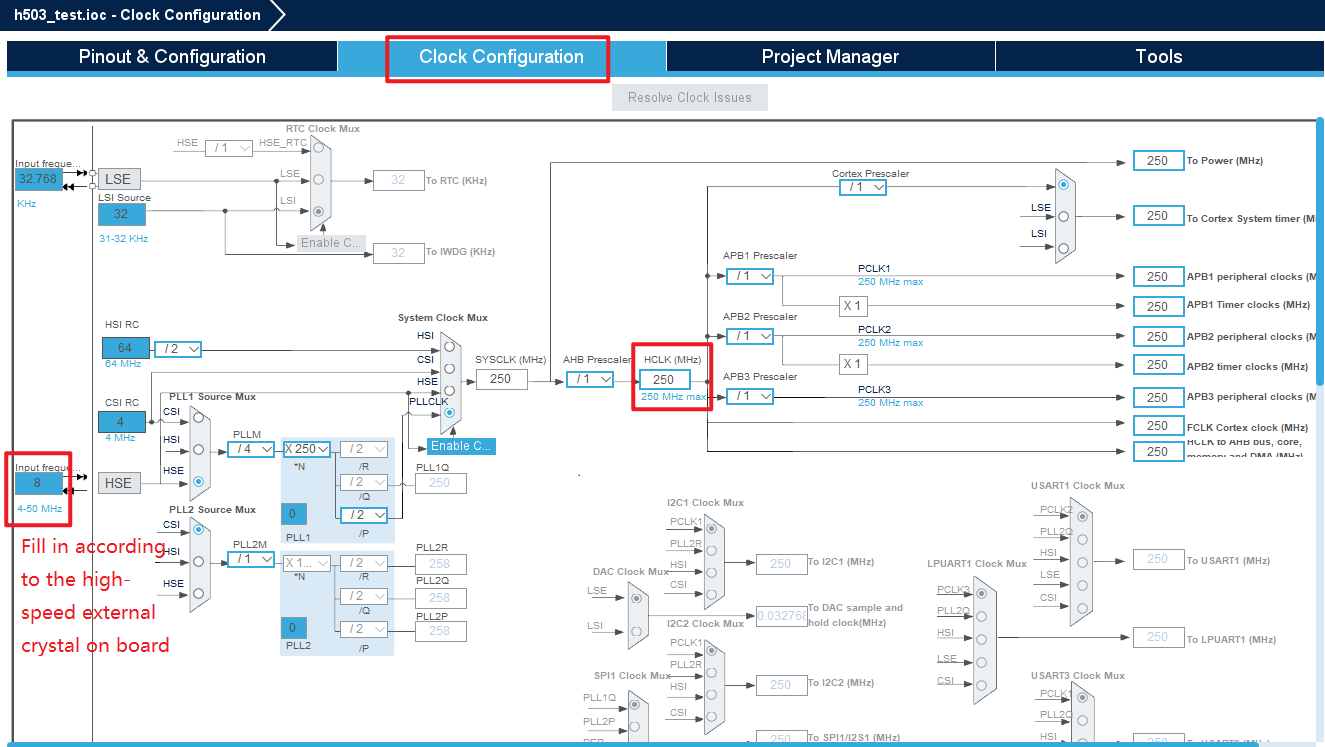 h503_test.ioc - Clock Configuration
Pinout & Configuration
Clock Configuration
Project Manager
Tools
Resolve Clock Issues
RTC Clock Mux
HSE
/ 1
HSE_RTC
Input freque...
32.768
KHz
LSE
LSE
32
To RTC (KHz)
LSI Source
32
31-32 KHz
LSI
Enable C...
32
To IWDG (KHz)
250
To Power (MHz)
Cortex Prescaler
/ 1
LSE
LSI
250
To Cortex System timer (M
APB1 Prescaler
/ 1
PCLK1
250 MHz max
250
APB1 peripheral clocks (M
X 1
250
APB1 Timer clocks (MHz)
APB2 Prescaler
/ 1
PCLK2
250 MHz max
250
APB2 peripheral clocks (M
X 1
250
APB2 timer clocks (MHz)
APB3 Prescaler
/ 1
PCLK3
250 MHz max
250
APB3 peripheral clocks (M
250
FCLK Cortex clock (MHz)
250
HCLK to AHB bus, core,
memory and DMA (MHz)
HSI RC
64
64 MHz
/ 2
System Clock Mux
HSI
CSI
HSE
PLLCLK
SYSCLK (MHz)
250
AHB Prescaler
/ 1
HCLK (MHz)
250
250 MHz max
Enable C...
CSI RC
4
4 MHz
PLL1 Source Mux
CSI
HSI
HSE
PLLM
/ 4
X 250
*N
/ 2
/R
/ 2
/Q
/ 2
/P
0
PLL1
PLL1Q
250
Input freque...
8
4-50 MHz
HSE
PLL2 Source Mux
CSI
HSI
HSE
PLL2M
/ 1
X 1...
*N
/ 2
/R
/ 2
/Q
/ 2
/P
0
PLL2
PLL2R
258
PLL2Q
258
PLL2P
258
Fill in according
to the high-
speed external
crystal on board
I2C1 Clock Mux
PCLK1
PLL2R
HSI
CSI
250
To I2C1 (MHz)
DAC Clock Mux
LSE
LSI
0.032768
To DAC sample and
hold clock(MHz)
I2C2 Clock Mux
PCLK1
PLL2R
HSI
CSI
250
To I2C2 (MHz)
SPI1 Clock Mux
PLL1Q
PLL2P
250
To SPI1/I2S1 (MHz)
USART1 Clock Mux
PCLK2
PLL2Q
HSI
LSE
CSI
250
To USART1 (MHz)
LPUART1 Clock Mux
PCLK3
PLL2Q
HSI
LSE
CSI
250
To LPUART1 (MHz)
USART3 Clock Mux
PCLK1
PLL2Q
HSI